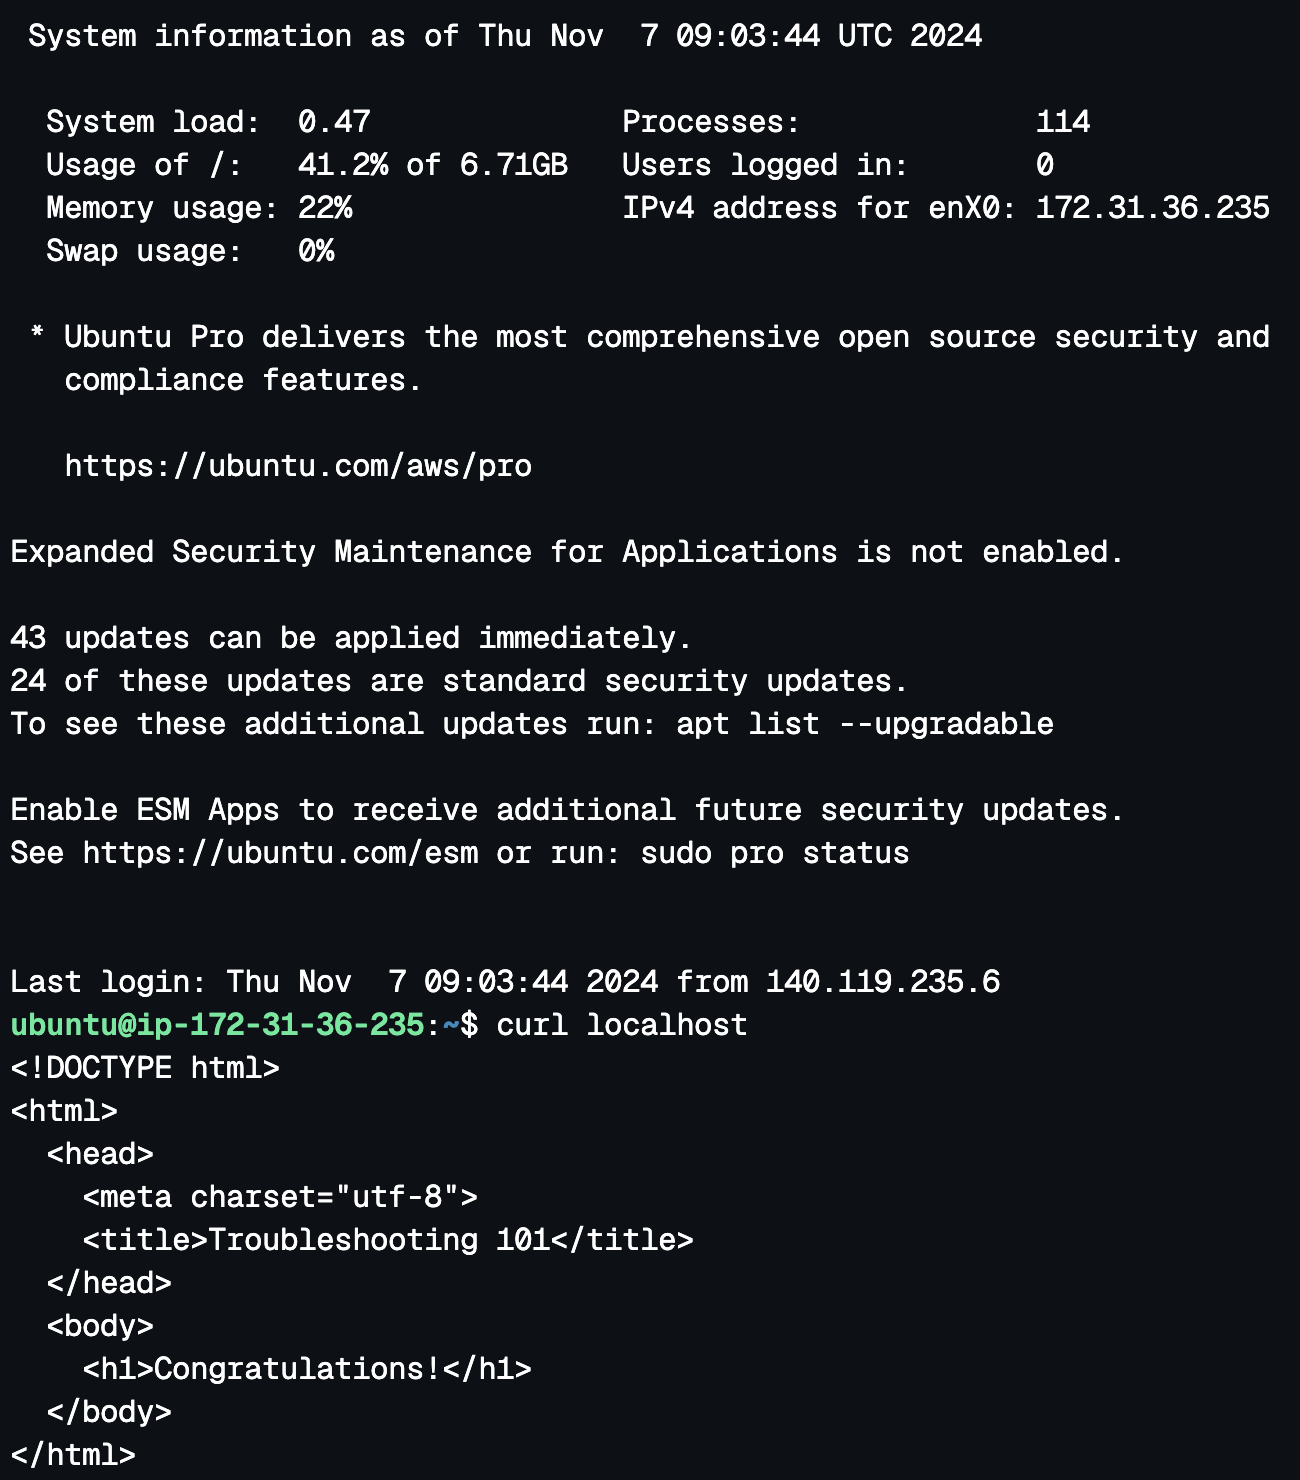 System information as of Thu Nov  7 09:03:44 UTC 2024
System load:  0.47              Processes:             114
Usage of /:   41.2% of 6.71GB   Users logged in:       0
Memory usage: 22%               IPv4 address for enX0: 172.31.36.235
Swap usage:   0%
* Ubuntu Pro delivers the most comprehensive open source security and
compliance features.
https://ubuntu.com/aws/pro
Expanded Security Maintenance for Applications is not enabled.
43 updates can be applied immediately.
24 of these updates are standard security updates.
To see these additional updates run: apt list --upgradable
Enable ESM Apps to receive additional future security updates.
See https://ubuntu.com/esm or run: sudo pro status
Last login: Thu Nov  7 09:03:44 2024 from 140.119.235.6
ubuntu@ip-172-31-36-235:~$ curl localhost
<!DOCTYPE html>
<html>
  <head>
    <meta charset="utf-8">
    <title>Troubleshooting 101</title>
  </head>
  <body>
    <h1>Congratulations!</h1>
  </body>
</html>